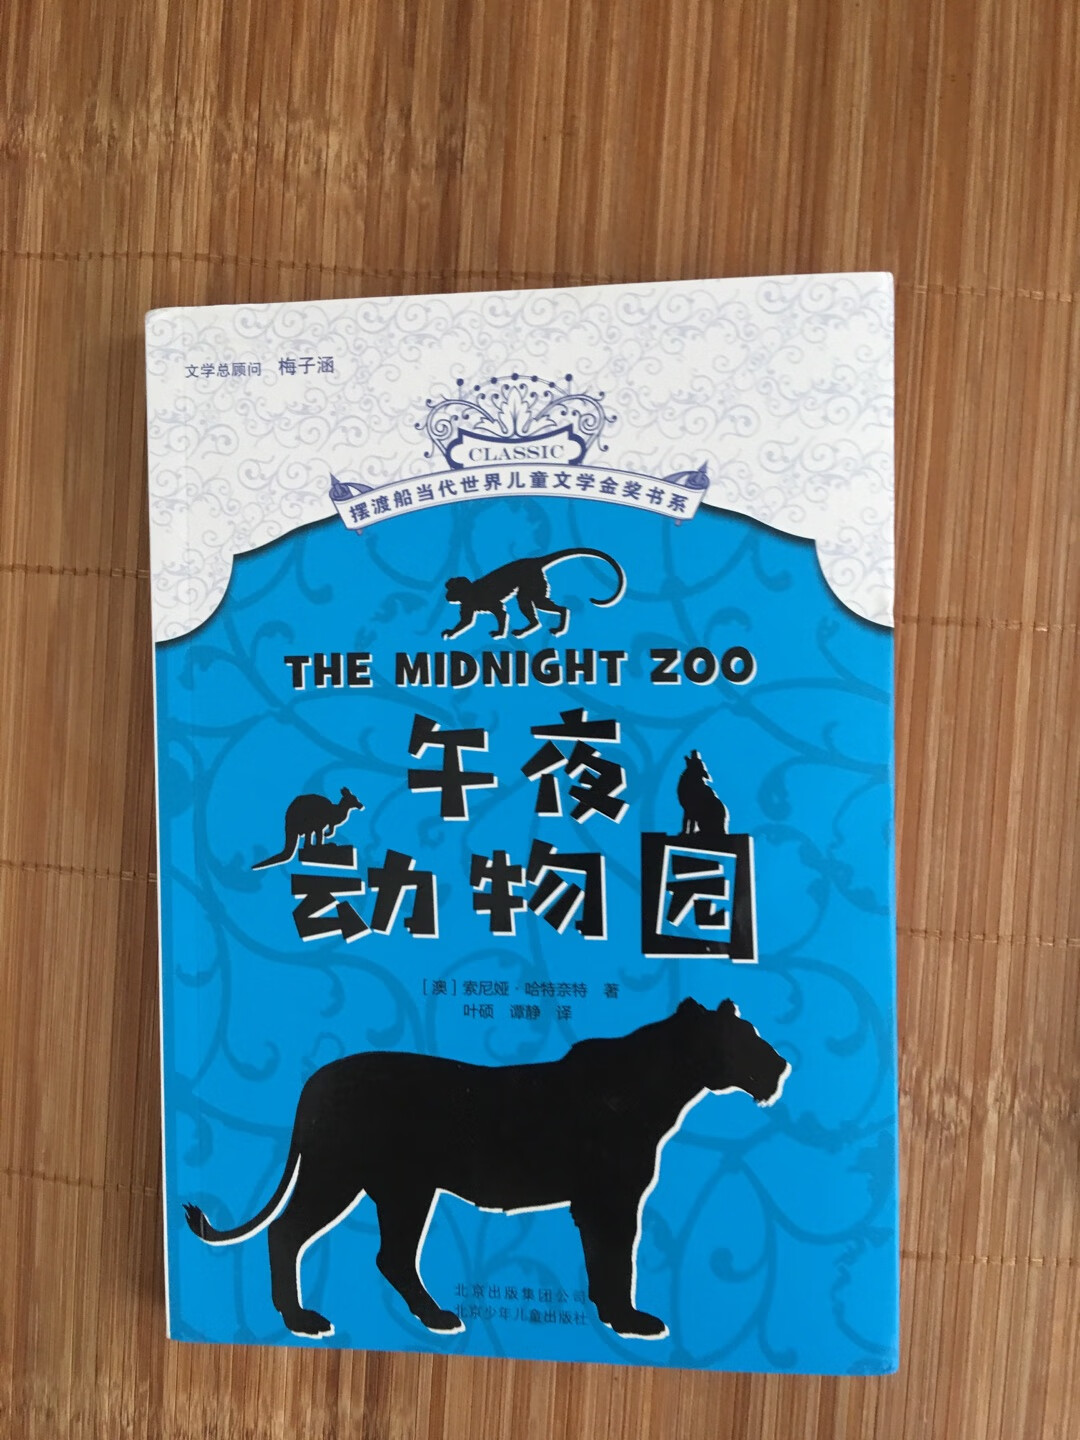 文学总顾问 梅子涵
CLASSIC
摆渡船当代世界儿童文学金奖书系
THE MIDNIGHT ZOO
午夜
动物园
[澳]索尼娅·哈特奈特 著
叶硕 谭静 译
北京出版集团公司
北京少年儿童出版社